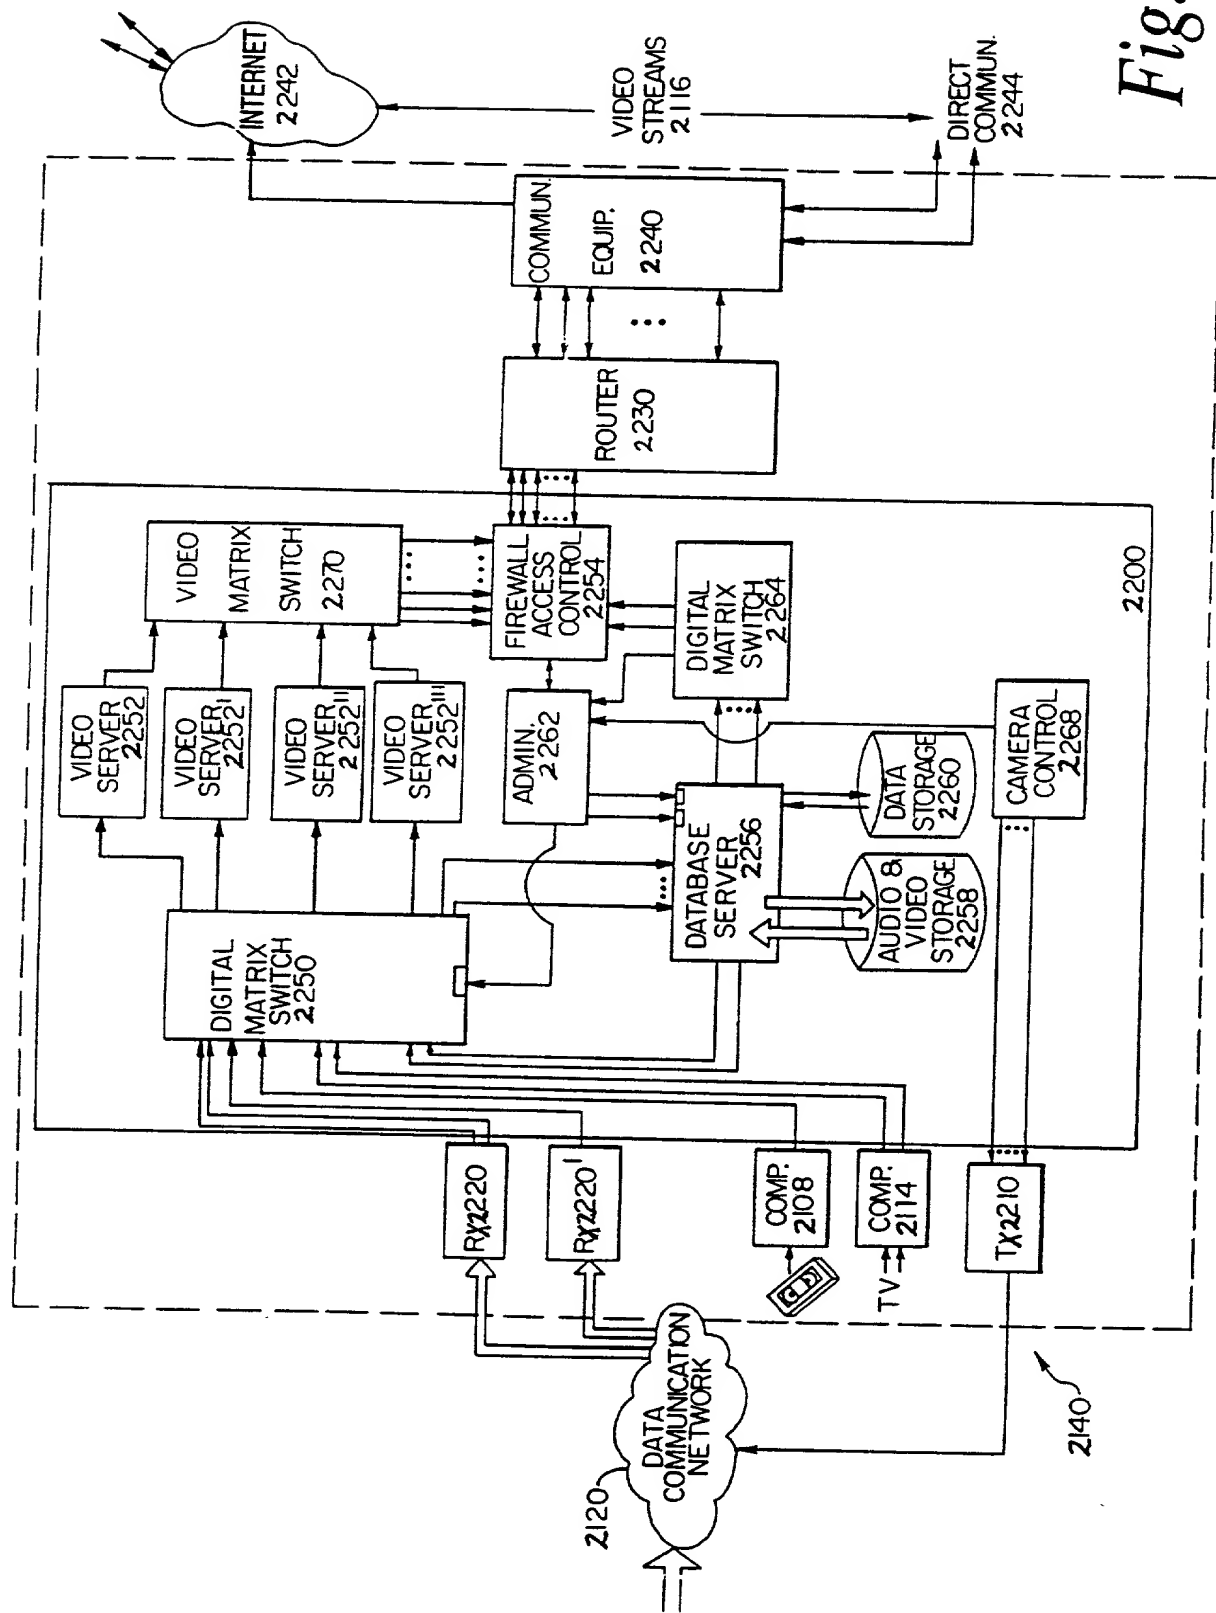 INTERNET
2242
VIDEO
STREAMS
2116
DIRECT
COMMUN.
2244
Fig.
COMMUN.
EQUIP.
2240
ROUTER
2230
VIDEO
MATRIX
SWITCH
2270
FIREWALL
ACCESS
CONTROL
2254
DIGITAL
MATRIX
SWITCH
2264
2200
VIDEO
SERVER
2252
VIDEO
SERVER
2252'
VIDEO
SERVER
2252"
VIDEO
SERVER
2252'''
ADMIN.
2262
DATABASE
SERVER
2256
DATA
STORAGE
2260
AUDIO &
VIDEO
STORAGE
2258
CAMERA
CONTROL
2268
DIGITAL
MATRIX
SWITCH
2250
RX2220
RX2220'
COMP.
2108
COMP.
2114
TV
TX2210
DATA
COMMUNICATION
NETWORK
2120
2140